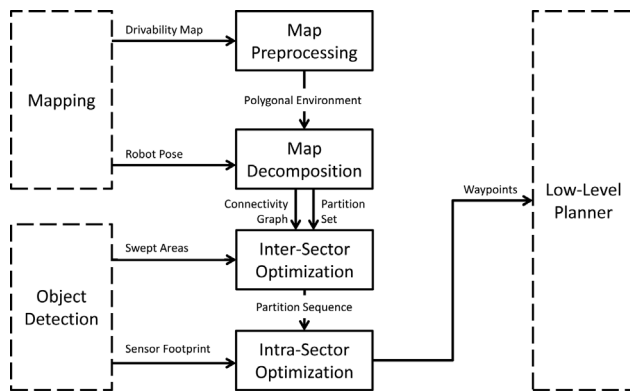 Drivability Map
Map
Preprocessing
Mapping
Polygonal Environment
Robot Pose
Map
Decomposition
Waypoints
Low-Level
Planner
Connectivity
Graph
Partition
Set
Swept Areas
Inter-Sector
Optimization
Object
Detection
Partition Sequence
Sensor Footprint
Intra-Sector
Optimization